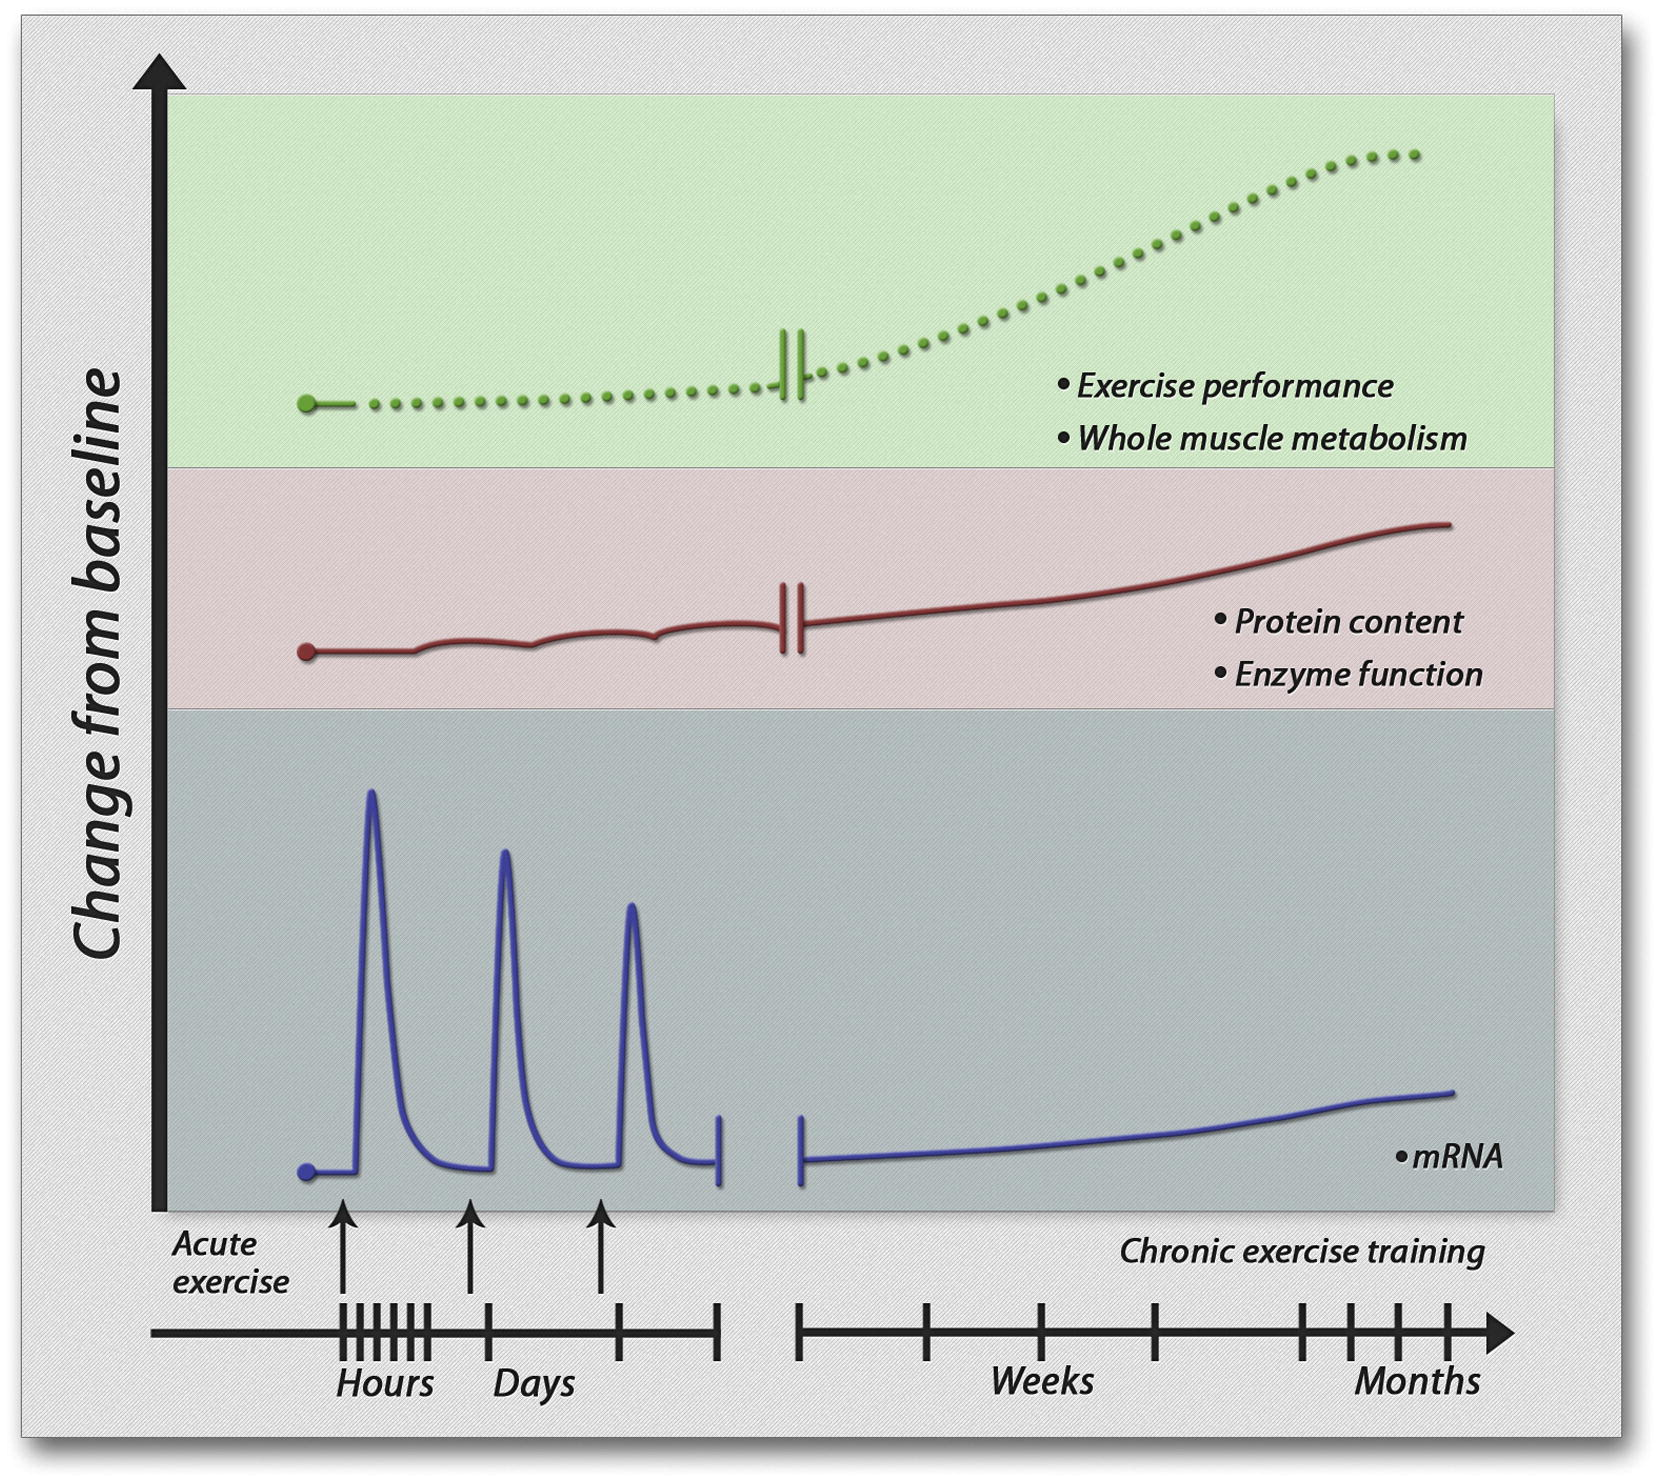 Change from baseline
• Exercise performance
• Whole muscle metabolism
• Protein content
• Enzyme function
• mRNA
Acute
exercise
Chronic exercise training
Hours
Days
Weeks
Months